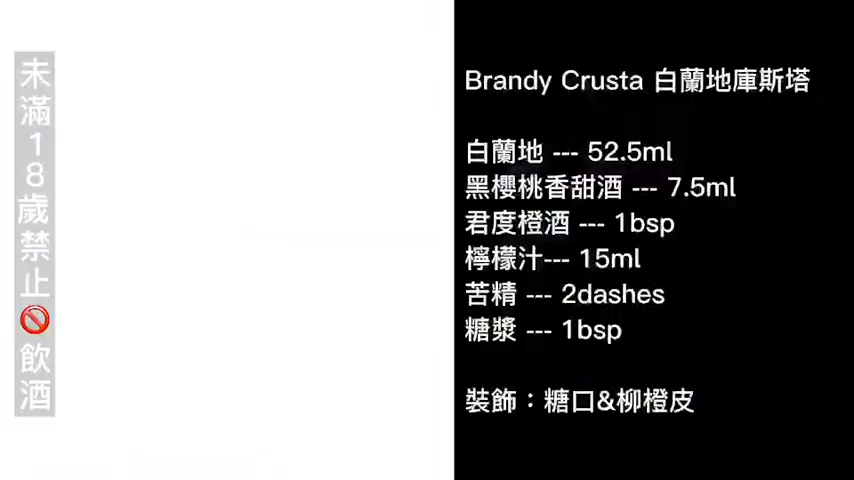 未滿18歲禁止🚫飲酒
Brandy Crusta 白蘭地庫斯塔
白蘭地 --- 52.5ml
黑櫻桃香甜酒 --- 7.5ml
君度橙酒 --- 1bsp
檸檬汁--- 15ml
苦精 --- 2dashes
糖漿 --- 1bsp
裝飾：糖口&柳橙皮